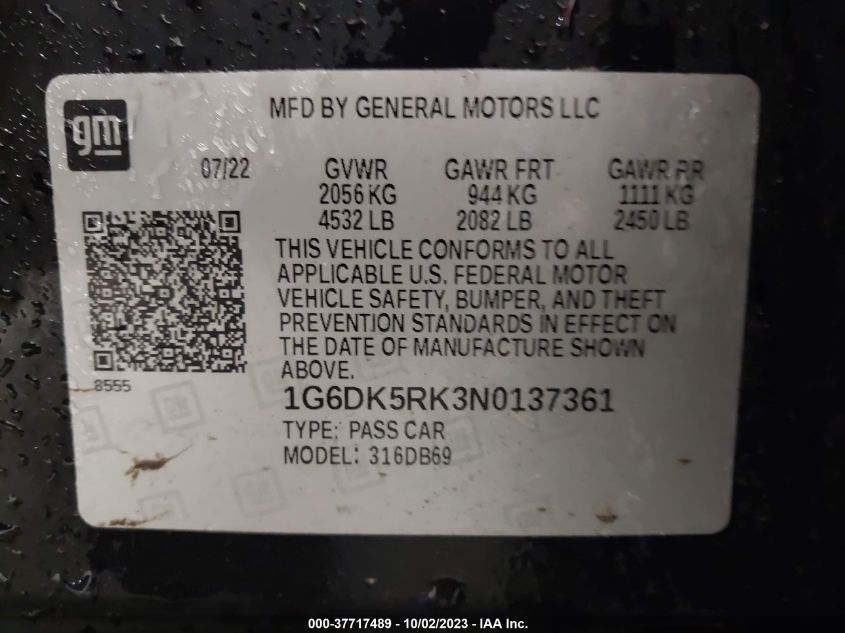 gm
MFD BY GENERAL MOTORS LLC
07/22 GVWR GAWR FRT GAWR RR
2056 KG 944 KG 1111 KG
4532 LB 2082 LB 2450 LB
THIS VEHICLE CONFORMS TO ALL
APPLICABLE U.S. FEDERAL MOTOR
VEHICLE SAFETY, BUMPER, AND THEFT
PREVENTION STANDARDS IN EFFECT ON
THE DATE OF MANUFACTURE SHOWN
ABOVE.
8555
1G6DK5RK3N0137361
TYPE: PASS CAR
MODEL: 316DB69
000-37717489 - 10/02/2023 - IAA Inc.